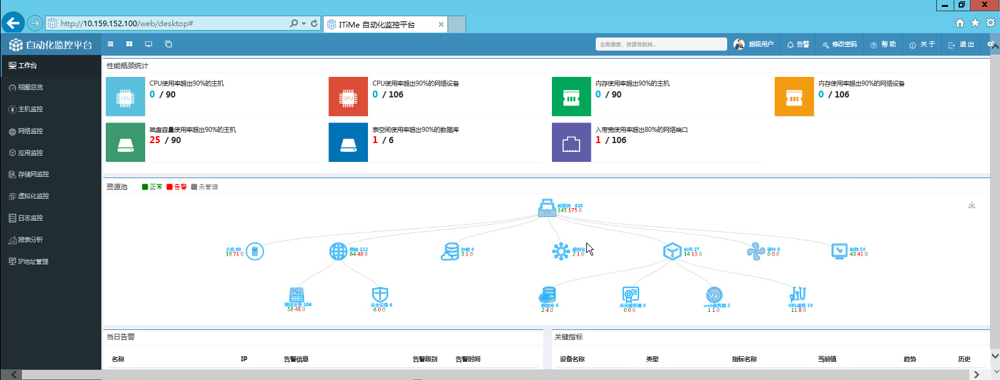 http://10.159.152.100/web/desktop#
ITiMe 自动化监控平台
自动化监控平台
全局搜索、资源导航树...
超级用户
告警
修改密码
帮 助
关 于
退 出
工作台
视图总览
主机监控
网络监控
应用监控
存储网监控
虚拟化监控
日志监控
报表分析
IP地址管理
性能瓶颈统计
CPU使用率超出90%的主机
0 / 90
CPU使用率超出90%的网络设备
0 / 106
内存使用率超出90%的主机
0 / 90
内存使用率超出90%的网络设备
0 / 106
磁盘容量使用率超出90%的主机
25 / 90
表空间使用率超出90%的数据库
1 / 6
入带宽使用率超出80%的网络端口
1 / 106
资源池
正常 告警 未管理
数据池 320
145 175 0
主机 90
19 71 0
网络 112
64 48 0
存储 4
3 1 0
虚拟化
2 1 0
应用 27
14 13 0
硬件 0
0 0 0
其他 84
43 41 0
网络设备 106
58 48 0
安全设备 6
6 0 0
数据库 6
2 4 0
应用服务器 0
0 0 0
web服务器 2
1 1 0
URL服务 19
11 8 0
当日告警
名称 IP 告警信息 告警级别 告警时间
关键指标
设备名称 类型 指标名称 当前值 趋势 历史